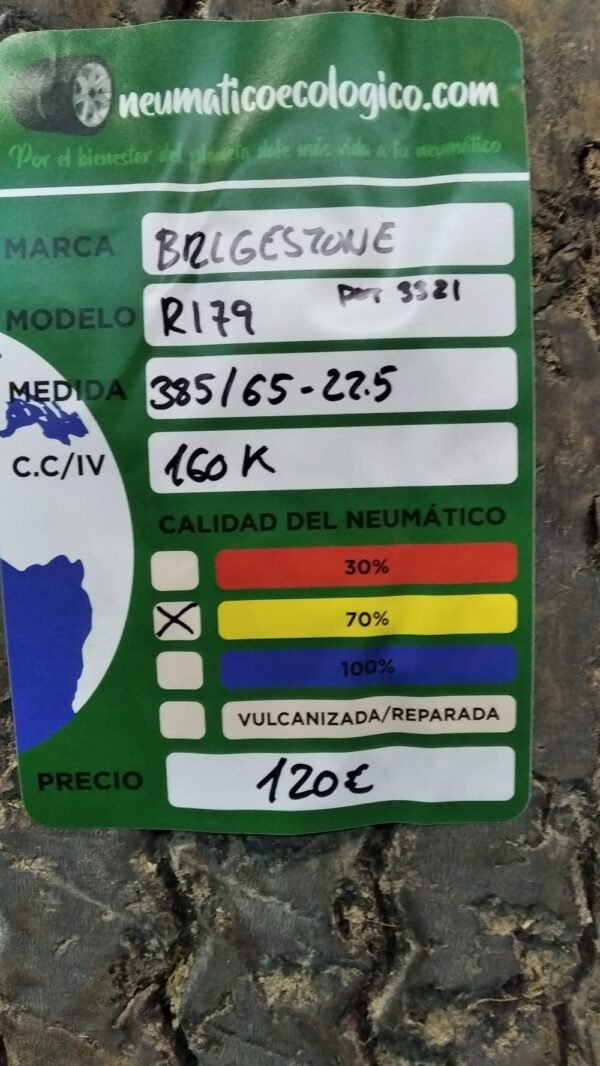 neumaticoecologico.com
Por el bienestar del planeta dale más vida a tu neumático
MARCA BRIGESTONE
MODELO R179 DOT 3321
MEDIDA 385/65-22.5
C.C/IV 160 K
CALIDAD DEL NEUMÁTICO
30%
X 70%
100%
VULCANIZADA/REPARADA
PRECIO 120€